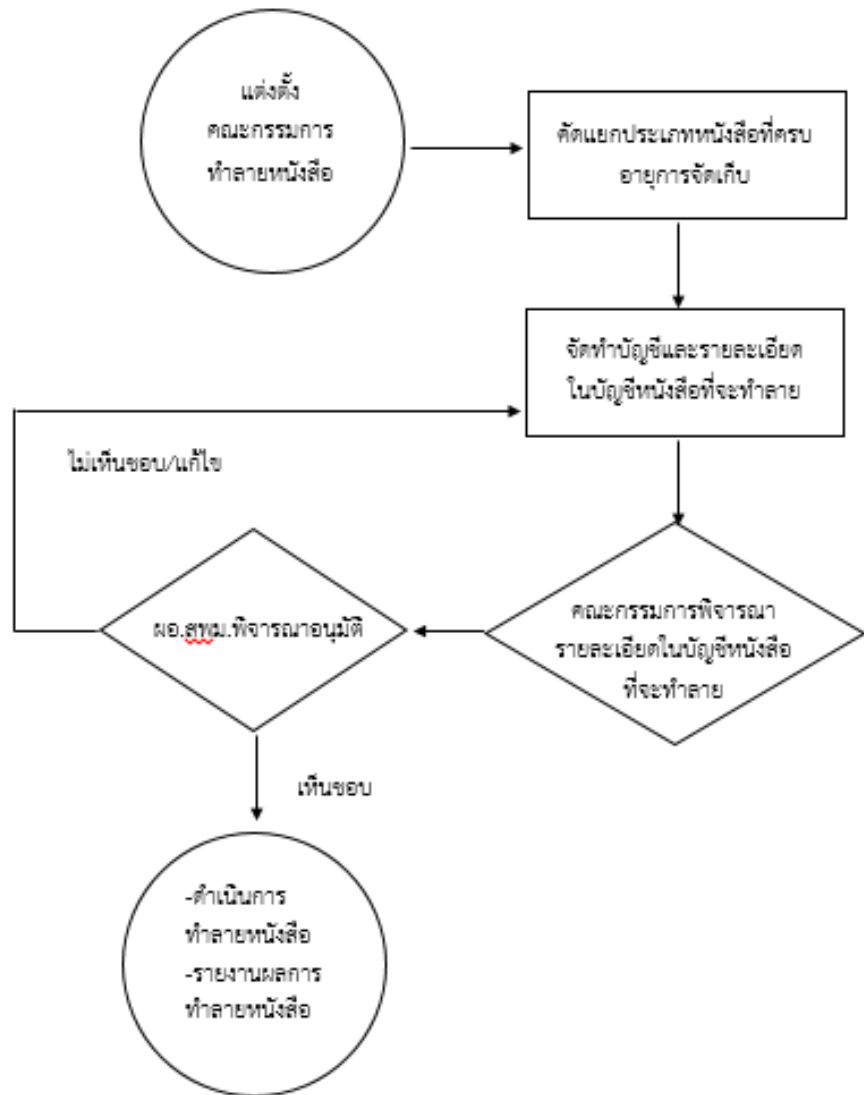 แต่งตั้ง
คณะกรรมการ
ทำลายหนังสือ
คัดแยกประเภทหนังสือที่ครบ
อายุการจัดเก็บ
จัดทำบัญชีและรายละเอียด
ในบัญชีหนังสือที่จะทำลาย
ไม่เห็นชอบ/แก้ไข
คณะกรรมการพิจารณา
รายละเอียดในบัญชีหนังสือ
ที่จะทำลาย
ผอ.สพม.พิจารณาอนุมัติ
เห็นชอบ
-ดำเนินการ
ทำลายหนังสือ
-รายงานผลการ
ทำลายหนังสือ